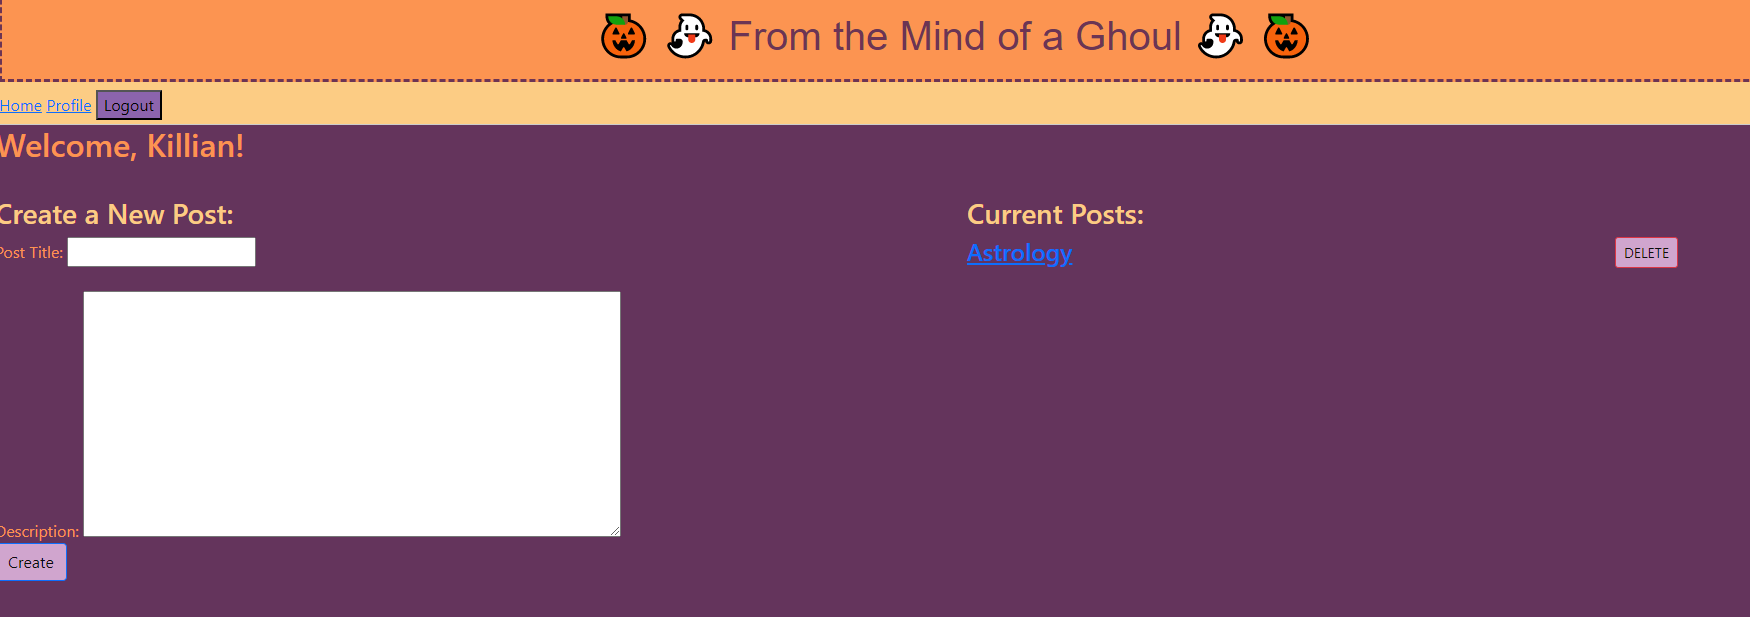 From the Mind of a Ghoul
Home Profile Logout
Welcome, Killian!
Create a New Post:
Post Title:
Description:
Create
Current Posts:
Astrology DELETE